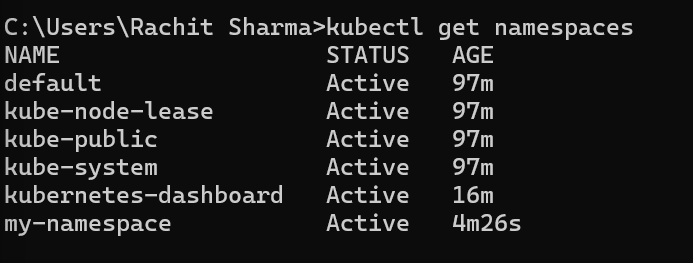 C:\Users\Rachit Sharma>kubectl get namespaces
NAME                   STATUS   AGE
default                Active   97m
kube-node-lease        Active   97m
kube-public            Active   97m
kube-system            Active   97m
kubernetes-dashboard   Active   16m
my-namespace           Active   4m26s